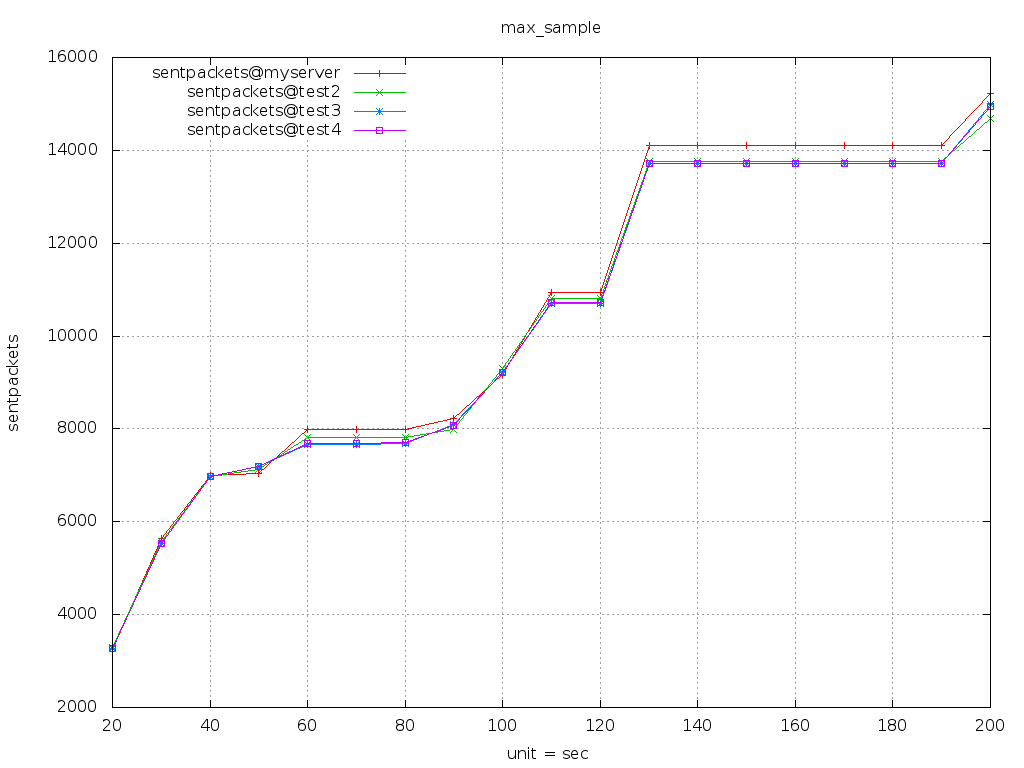 max_sample
16000
14000
12000
10000
8000
6000
4000
2000
sentpackets
sentpackets@myserver
sentpackets@test2
sentpackets@test3
sentpackets@test4
20 40 60 80 100 120 140 160 180 200
unit = sec